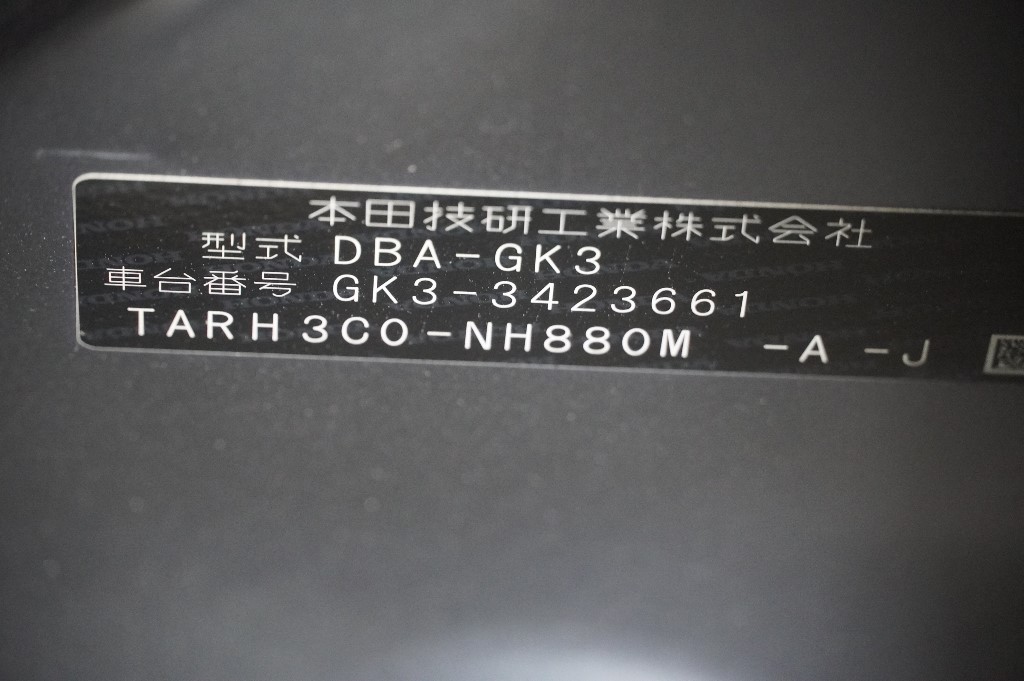 本田技研工業株式会社
型式 DBA-GK3
車台番号 GK3-3423661
TARH3CO-NH880M -A -J